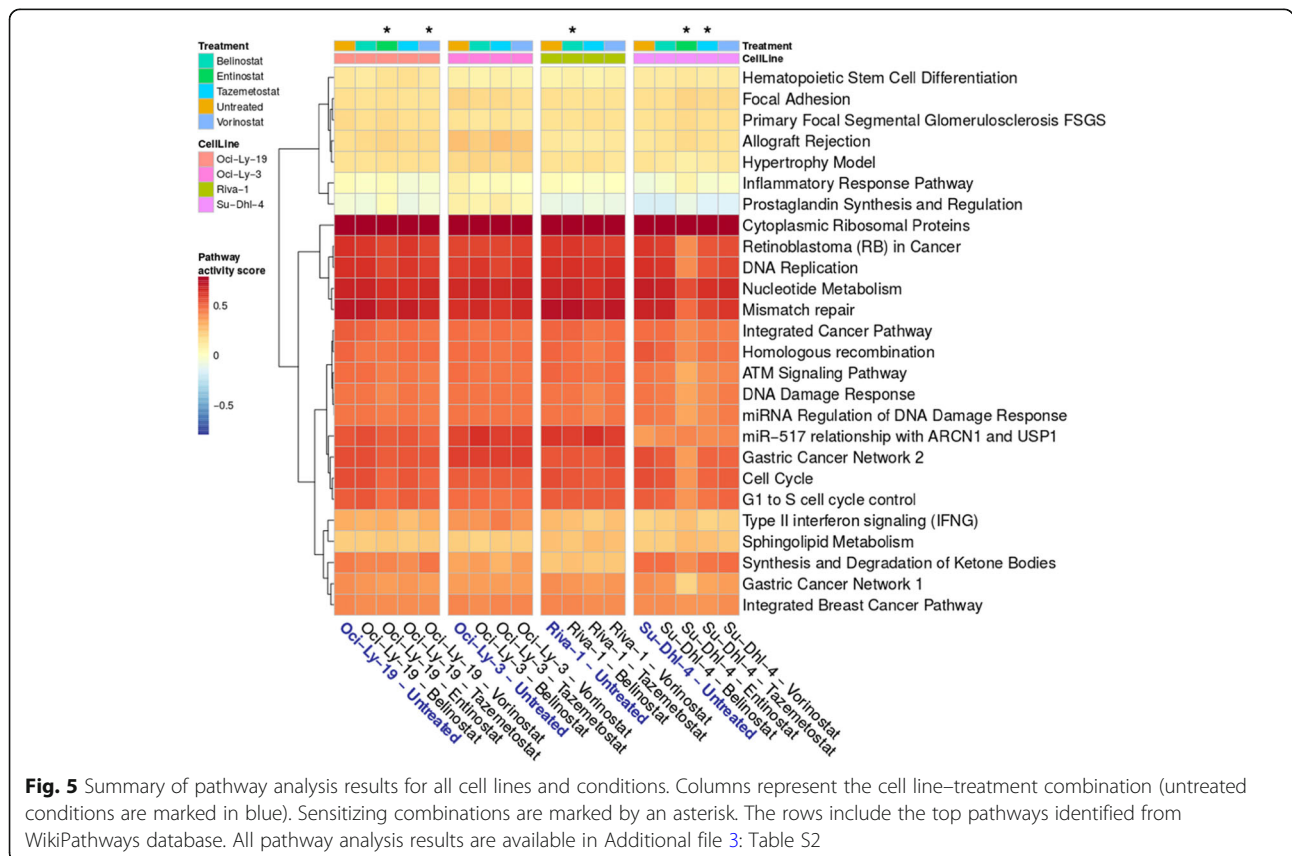 * * * * *
Treatment
Belinostat
Entinostat
Tazemetostat
Untreated
Vorinostat
CellLine
Oci-Ly-19
Oci-Ly-3
Riva-1
Su-Dhl-4
Pathway
activity score
0.5
0
-0.5
Treatment
CellLine
Hematopoietic Stem Cell Differentiation
Focal Adhesion
Primary Focal Segmental Glomerulosclerosis FSGS
Allograft Rejection
Hypertrophy Model
Inflammatory Response Pathway
Prostaglandin Synthesis and Regulation
Cytoplasmic Ribosomal Proteins
Retinoblastoma (RB) in Cancer
DNA Replication
Nucleotide Metabolism
Mismatch repair
Integrated Cancer Pathway
Homologous recombination
ATM Signaling Pathway
DNA Damage Response
miRNA Regulation of DNA Damage Response
miR-517 relationship with ARCN1 and USP1
Gastric Cancer Network 2
Cell Cycle
G1 to S cell cycle control
Type II interferon signaling (IFNG)
Sphingolipid Metabolism
Synthesis and Degradation of Ketone Bodies
Gastric Cancer Network 1
Integrated Breast Cancer Pathway
Oci-Ly-19 - Untreated
Oci-Ly-19 - Belinostat
Oci-Ly-19 - Entinostat
Oci-Ly-19 - Tazemetostat
Oci-Ly-19 - Vorinostat
Oci-Ly-3 - Untreated
Oci-Ly-3 - Belinostat
Oci-Ly-3 - Tazemetostat
Oci-Ly-3 - Vorinostat
Riva-1 - Untreated
Riva-1 - Belinostat
Riva-1 - Tazemetostat
Riva-1 - Vorinostat
Su-Dhl-4 - Untreated
Su-Dhl-4 - Belinostat
Su-Dhl-4 - Entinostat
Su-Dhl-4 - Tazemetostat
Su-Dhl-4 - Vorinostat
Fig. 5 Summary of pathway analysis results for all cell lines and conditions. Columns represent the cell line–treatment combination (untreated
conditions are marked in blue). Sensitizing combinations are marked by an asterisk. The rows include the top pathways identified from
WikiPathways database. All pathway analysis results are available in Additional file 3: Table S2